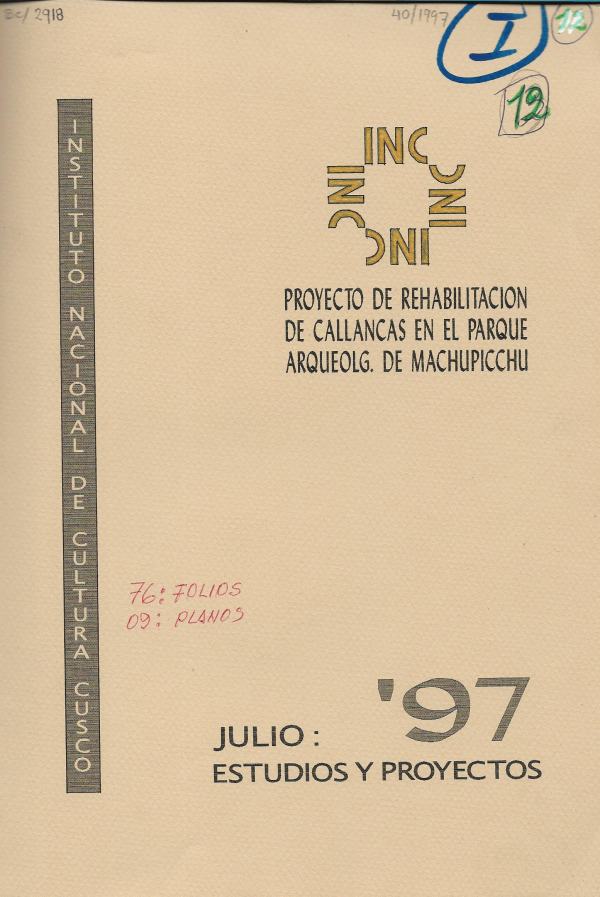 Bc/2918
40/1997
I
12
12
INSTITUTO NACIONAL DE CULTURA CUSCO
INC
INC
INC
INC
PROYECTO DE REHABILITACION
DE CALLANCAS EN EL PARQUE
ARQUEOLG. DE MACHUPICCHU
76: FOLIOS
09: PLANOS
JULIO : '97
ESTUDIOS Y PROYECTOS